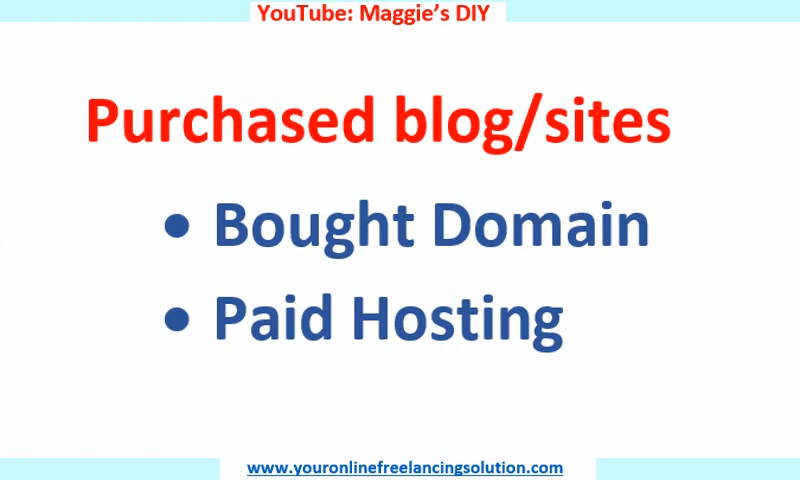 YouTube: Maggie’s DIY
Purchased blog/sites
• Bought Domain
• Paid Hosting
www.youronlinefreelancingsolution.com